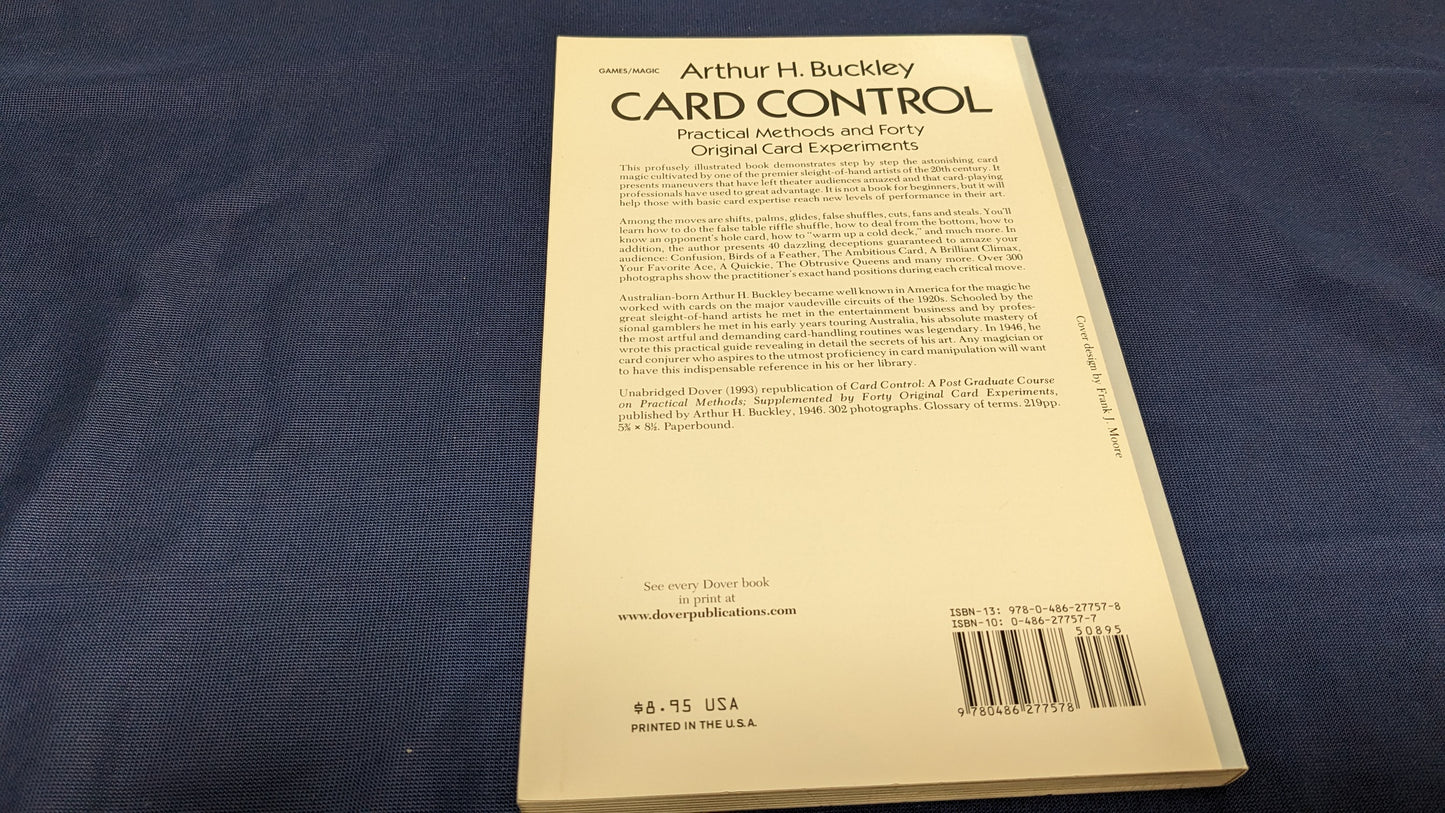 GAMES/MAGIC
Arthur H. Buckley
CARD CONTROL
Practical Methods and Forty
Original Card Experiments
This profusely illustrated book demonstrates step by step the astonishing card
magic cultivated by one of the premier sleight-of-hand artists of the 20th century. It
presents maneuvers that have left theater audiences amazed and that card-playing
professionals have used to great advantage. It is not a book for beginners, but it will
help those with basic card expertise reach new levels of performance in their art.
Among the moves are shifts, palms, glides, false shuffles, cuts, fans and steals. You'll
learn how to do the false table riffle shuffle, how to deal from the bottom, how to
know an opponent's hole card, how to "warm up a cold deck," and much more. In
addition, the author presents 40 dazzling deceptions guaranteed to amaze your
audience: Confusion, Birds of a Feather, The Ambitious Card, A Brilliant Climax,
Your Favorite Ace, A Quickie, The Obtrusive Queens and many more. Over 300
photographs show the practitioner's exact hand positions during each critical move.
Australian-born Arthur H. Buckley became well known in America for the magic he
worked with cards on the major vaudeville circuits of the 1920s. Schooled by the
great sleight-of-hand artists he met in the entertainment business and by profes-
sional gamblers he met in his early years touring Australia, his absolute mastery of
the most artful and demanding card-handling routines was legendary. In 1946, he
wrote this practical guide revealing in detail the secrets of his art. Any magician or
card conjurer who aspires to the utmost proficiency in card manipulation will want
to have this indispensable reference in his or her library.
Unabridged Dover (1993) republication of Card Control: A Post Graduate Course
on Practical Methods; Supplemented by Forty Original Card Experiments,
published by Arthur H. Buckley, 1946. 302 photographs. Glossary of terms. 219pp.
5⅜ × 8½. Paperbound.
Cover design by Frank J. Moore
See every Dover book
in print at
www.doverpublications.com
$8.95 USA
PRINTED IN THE U.S.A.
ISBN-13: 978-0-486-27757-8
ISBN-10: 0-486-27757-7
50895
9 780486 277578